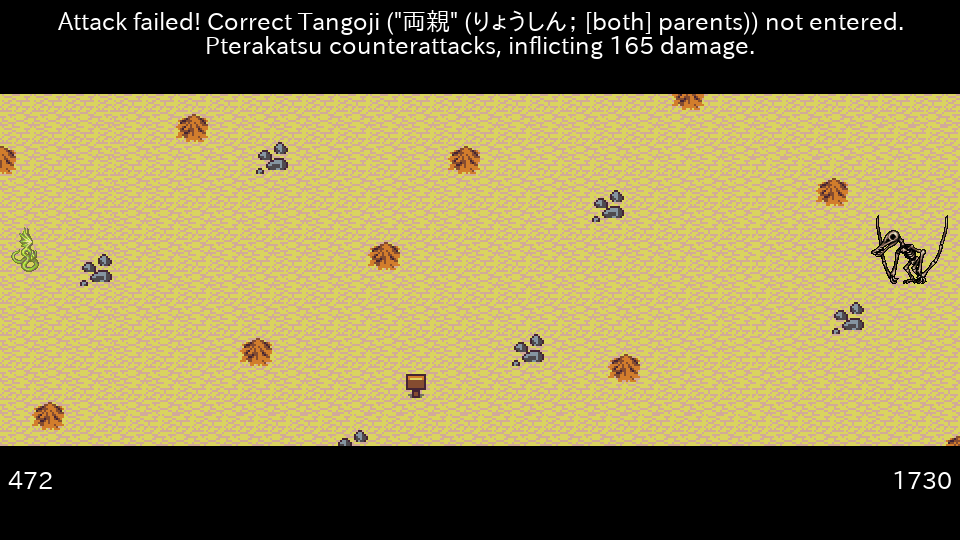 Attack failed! Correct Tangoji ("両親" (りょうしん; [both] parents)) not entered.
Pterakatsu counterattacks, inflicting 165 damage.
472
1730